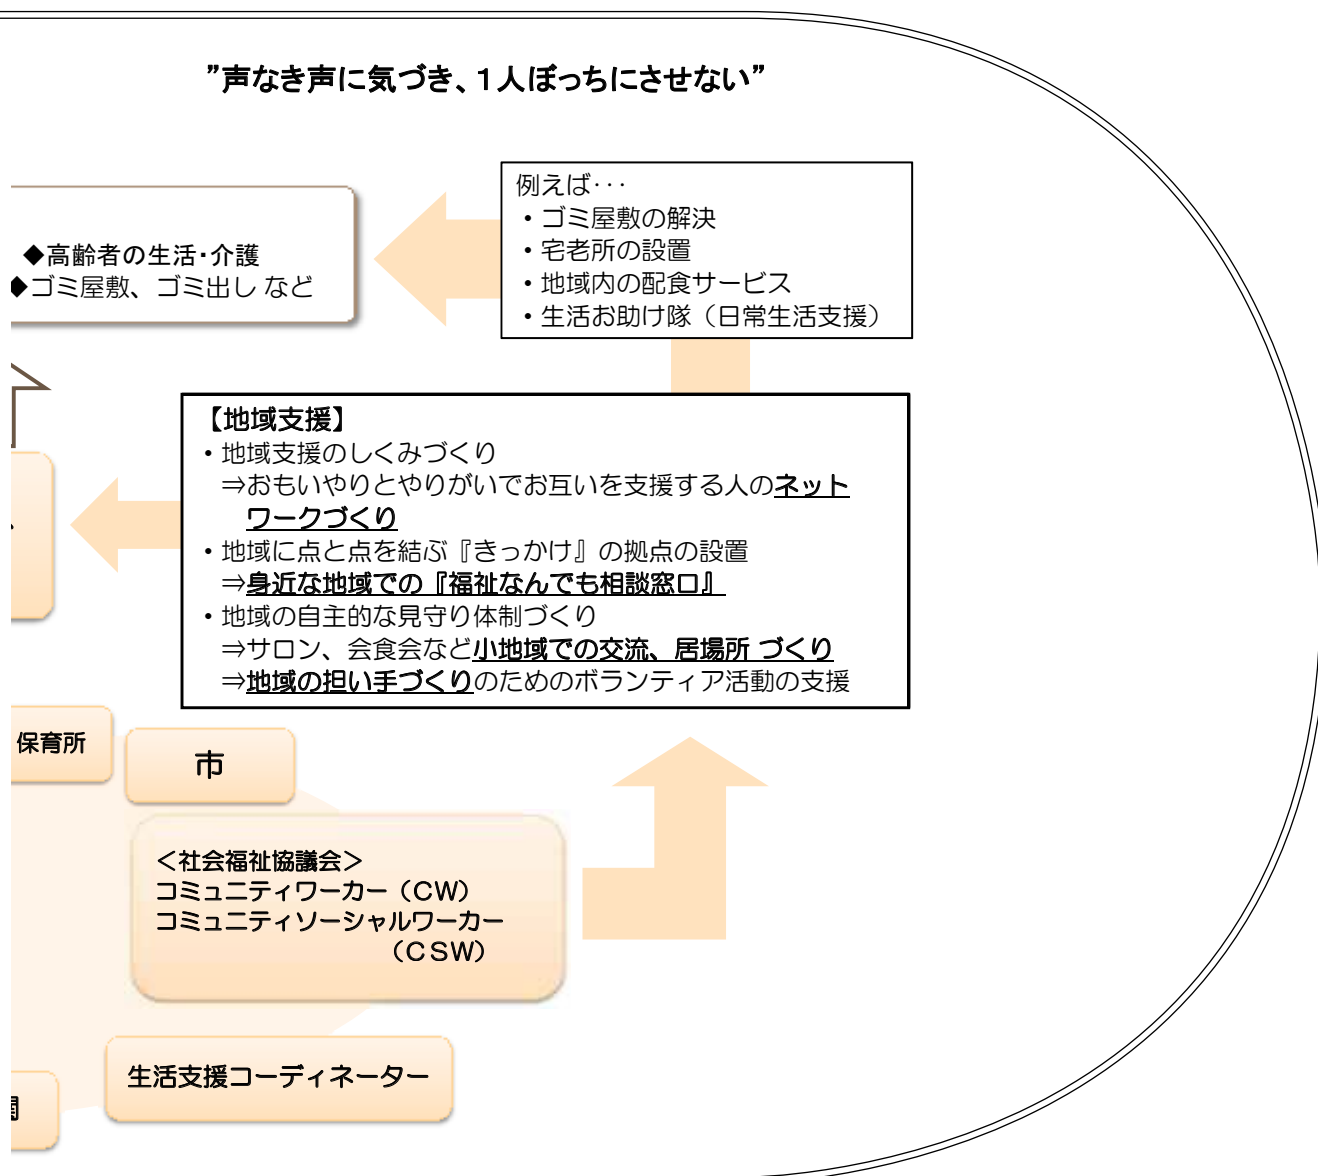 ”声なき声に気づき、1人ぼっちにさせない”
例えば･･･
・ゴミ屋敷の解決
・宅老所の設置
・地域内の配食サービス
・生活お助け隊（日常生活支援）
◆高齢者の生活・介護
◆ゴミ屋敷、ゴミ出し など
【地域支援】
・地域支援のしくみづくり
⇒おもいやりとやりがいでお互いを支援する人のネット
ワークづくり
・地域に点と点を結ぶ『きっかけ』の拠点の設置
⇒身近な地域での『福祉なんでも相談窓口』
・地域の自主的な見守り体制づくり
⇒サロン、会食会など小地域での交流、居場所 づくり
⇒地域の担い手づくりのためのボランティア活動の支援
保育所
市
＜社会福祉協議会＞
コミュニティワーカー（CW）
コミュニティソーシャルワーカー
（CSW）
生活支援コーディネーター